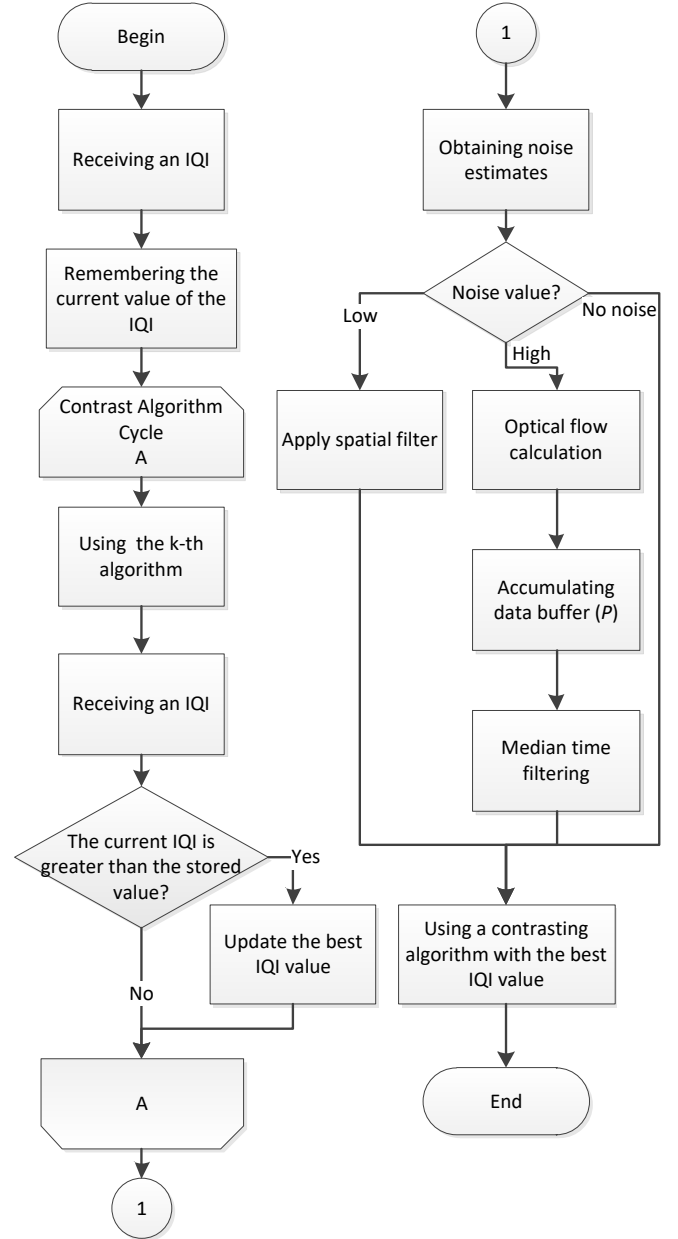 Begin
Receiving an IQI
Remembering the
current value of the
IQI
Contrast Algorithm
Cycle
A
Using the k-th
algorithm
Receiving an IQI
The current IQI is
greater than the stored
value?
Yes
Update the best
IQI value
No
A
1
1
Obtaining noise
estimates
Noise value?
Low
No noise
High
Apply spatial filter
Optical flow
calculation
Accumulating
data buffer (P)
Median time
filtering
Using a contrasting
algorithm with the best
IQI value
End